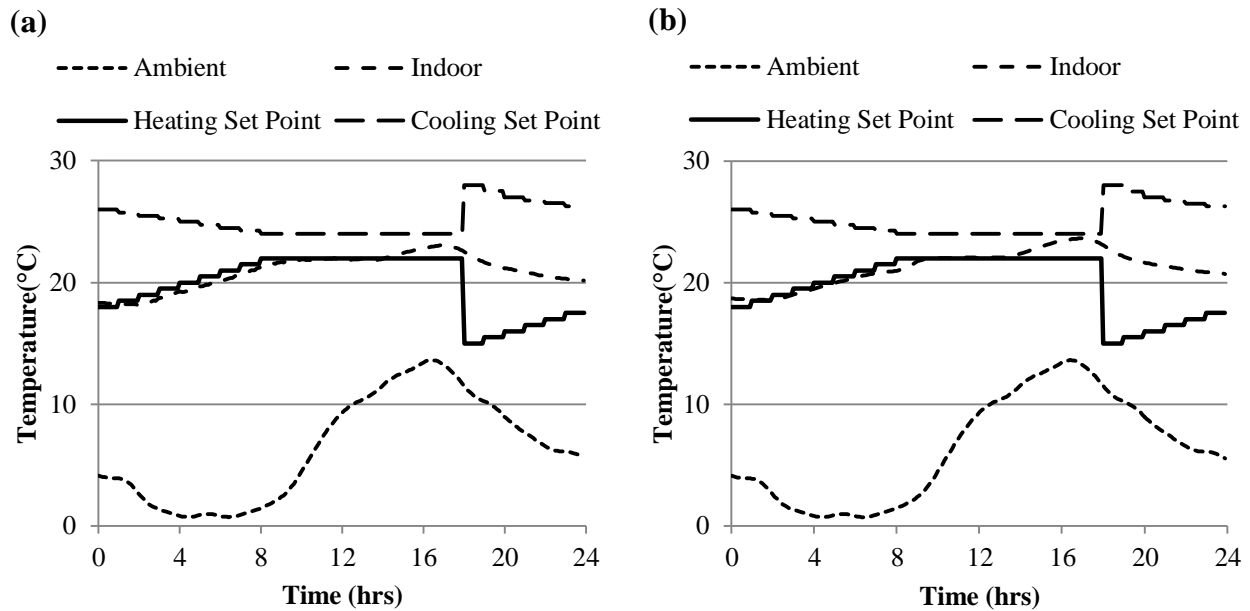 (a)
Ambient
Indoor
Heating Set Point
Cooling Set Point
30
20
10
0
Temperature(°C)
0 4 8 12 16 20 24
Time (hrs)
(b)
Ambient
Indoor
Heating Set Point
Cooling Set Point
30
20
10
0
Temperature(°C)
0 4 8 12 16 20 24
Time (hrs)